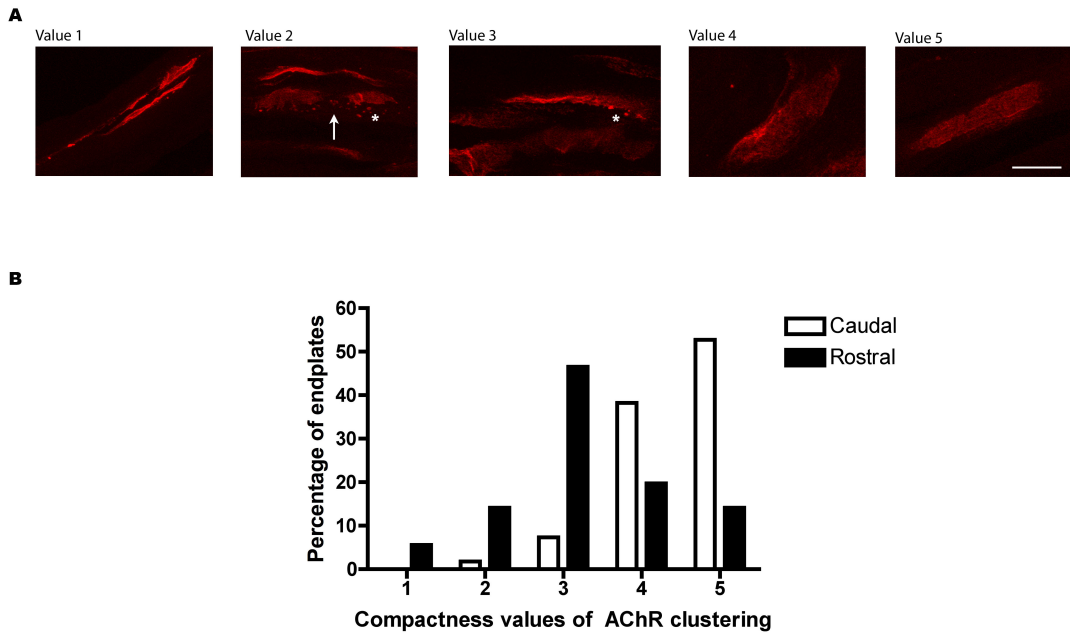 A
Value 1
Value 2
Value 3
Value 4
Value 5
*
*
B
Percentage of endplates
60
50
40
30
20
10
0
1
2
3
4
5
Compactness values of AChR clustering
Caudal
Rostral